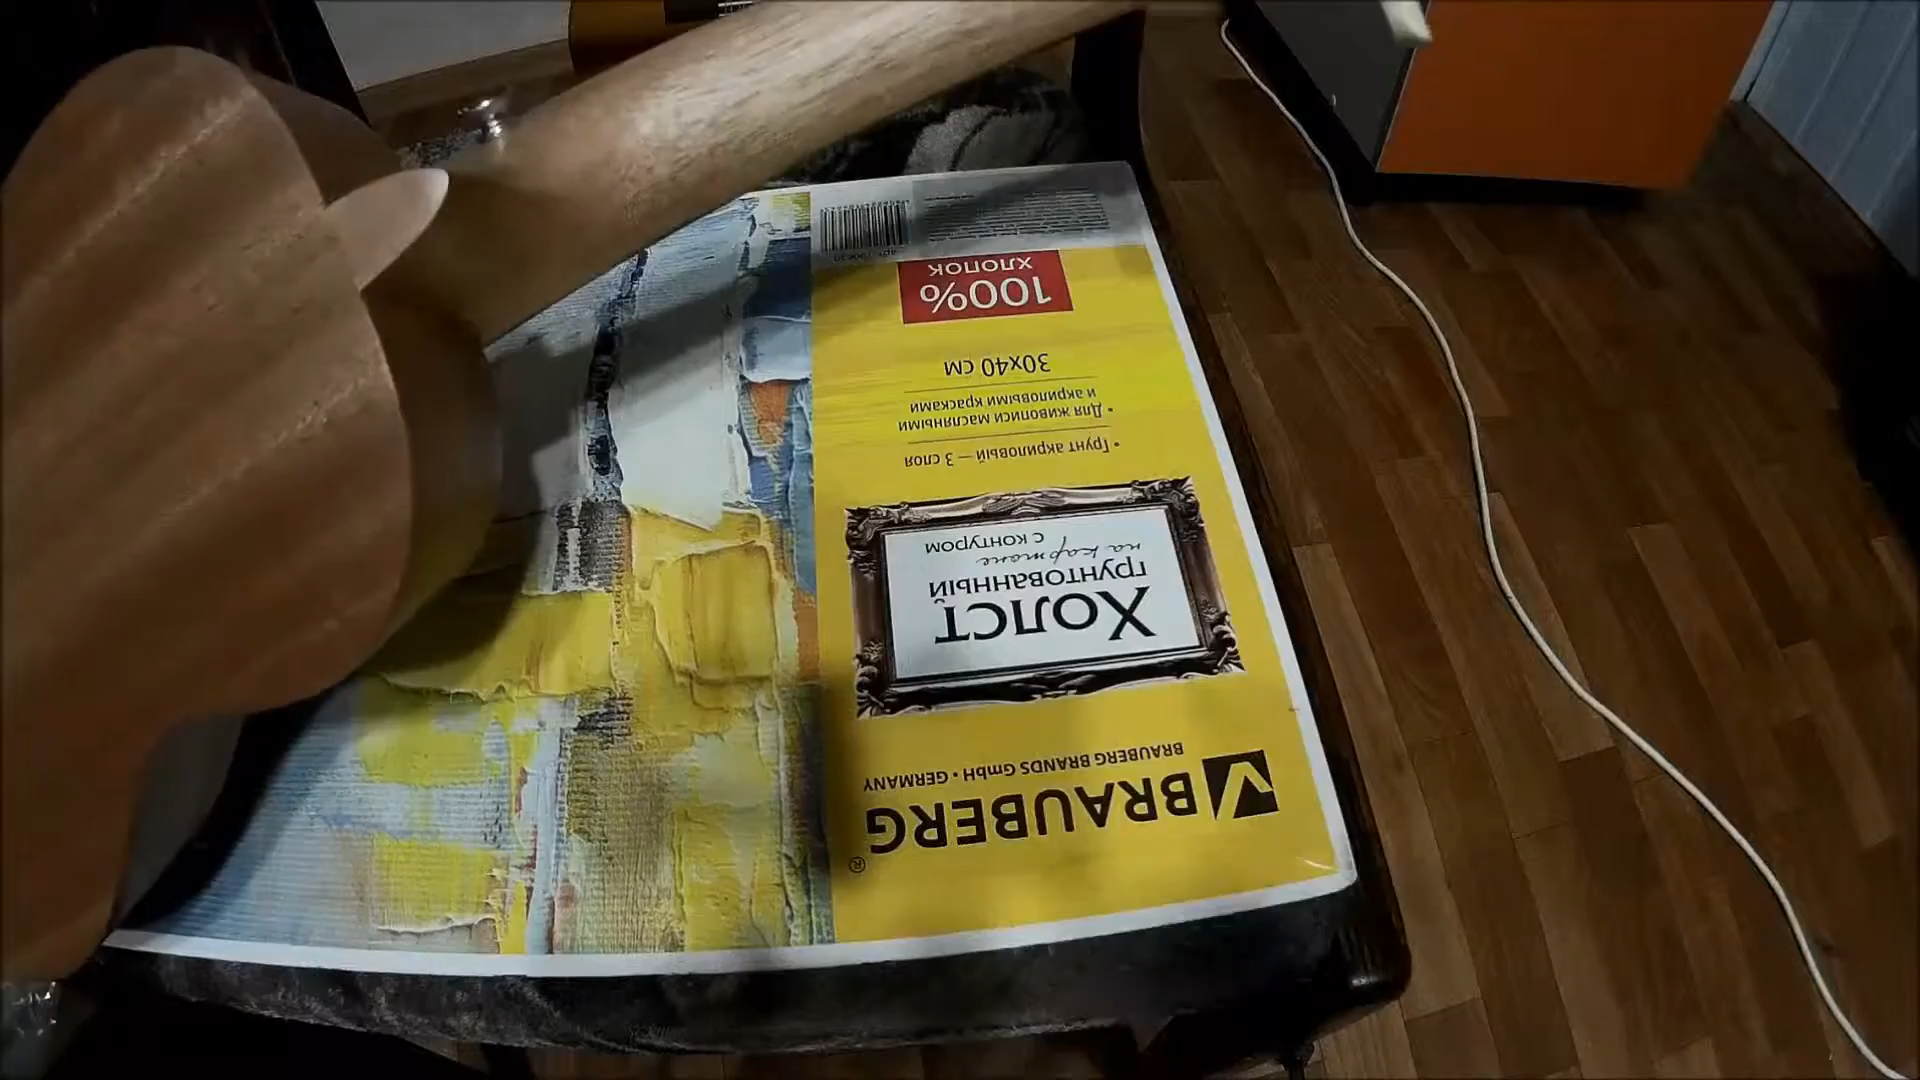 BRAUBERG®
BRAUBERG BRANDS GmbH • GERMANY
Холст
грунтованный
на картоне
с контуром
• Грунт акриловый — 3 слоя
• Для живописи масляными
и акриловыми красками
30х40 см
100%
хлопок